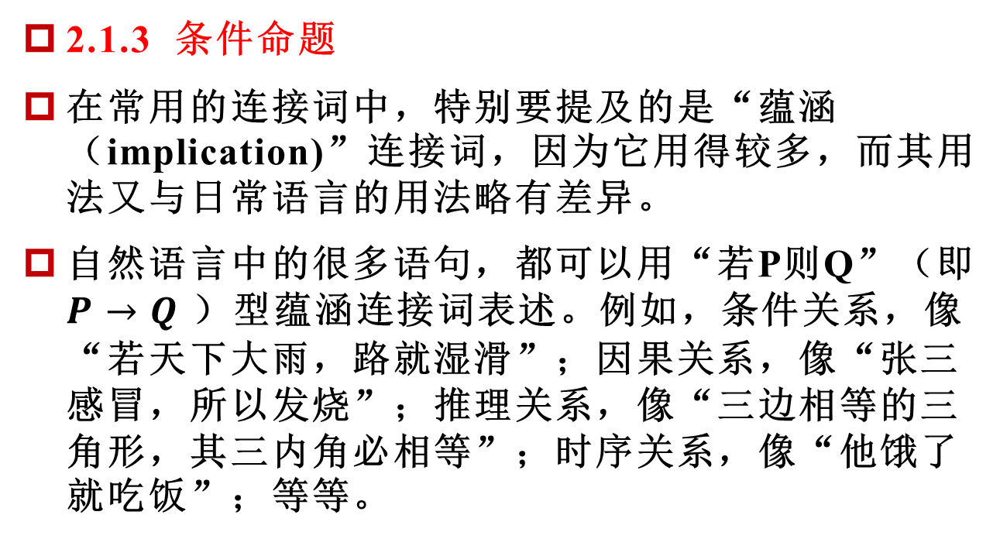 2.1.3 条件命题
在常用的连接词中，特别要提及的是“蕴涵
（implication)”连接词，因为它用得较多，而其用
法又与日常语言的用法略有差异。
自然语言中的很多语句，都可以用“若P则Q”（即
P → Q ）型蕴涵连接词表述。例如，条件关系，像
“若天下大雨，路就湿滑”；因果关系，像“张三
感冒，所以发烧”；推理关系，像“三边相等的三
角形，其三内角必相等”；时序关系，像“他饿了
就吃饭”；等等。